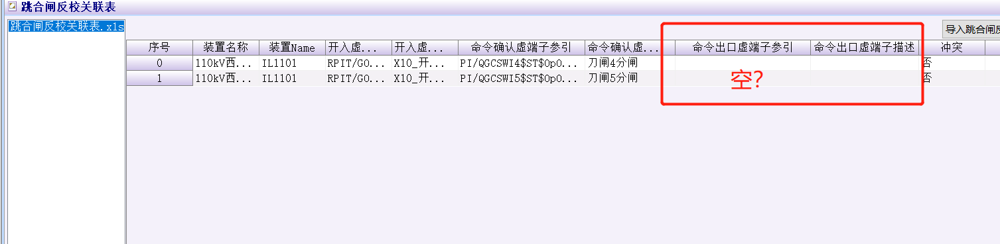 跳合闸反校关联表
跳合闸反校关联表.xls
导入跳合闸反
序号 装置名称 装置Name 开入虚... 开入虚... 命令确认虚端子参引 命令确认虚... 命令出口虚端子参引 命令出口虚端子描述 冲突
0 110kV西... IL1101 RPIT/GO... X10_开... PI/QGCSWI4$ST$OpO... 刀闸4分闸 否
1 110kV西... IL1101 RPIT/GO... X10_开... PI/QGCSWI5$ST$OpO... 刀闸5分闸 否
空？